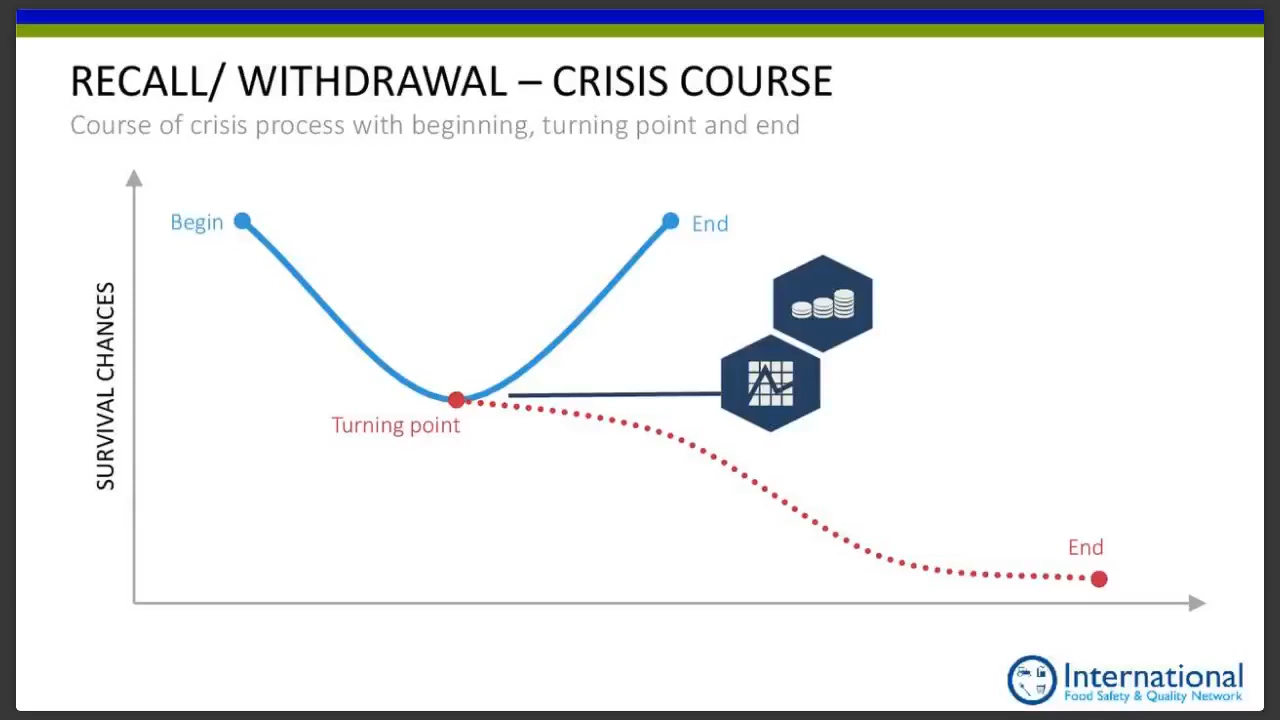 RECALL/ WITHDRAWAL – CRISIS COURSE
Course of crisis process with beginning, turning point and end
Begin
End
SURVIVAL CHANCES
Turning point
End
International
Food Safety & Quality Network